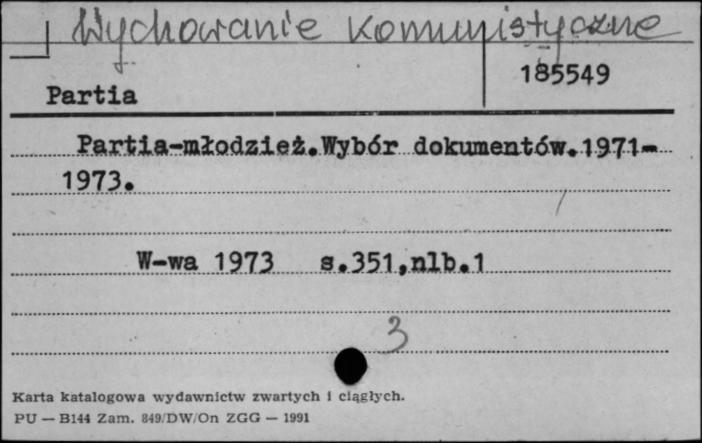 Wychowanie komunistyczne
185549
Partia
Partia-młodzież.Wybór dokumentów.1971-
1973.
W-wa 1973 s.351,nlb.1
3
Karta katalogowa wydawnictw zwartych i ciągłych.
PU — B144 Zam. 849/DW/On ZGG — 1991